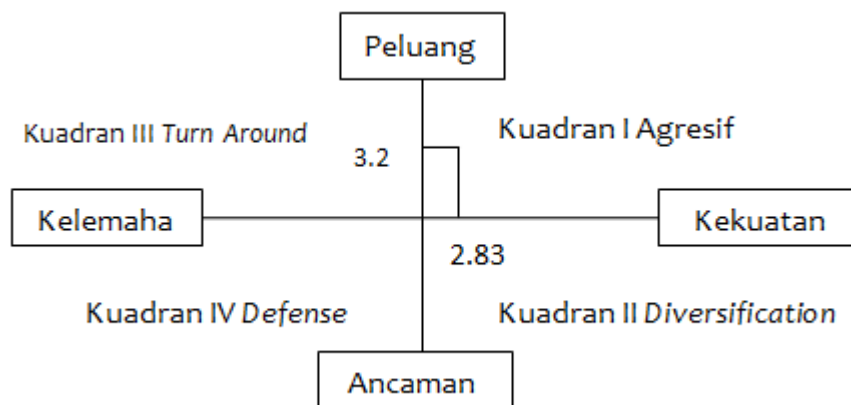 Peluang
Kuadran III Turn Around
Kuadran I Agresif
3.2
Kelemaha
Kekuatan
2.83
Kuadran IV Defense
Kuadran II Diversification
Ancaman